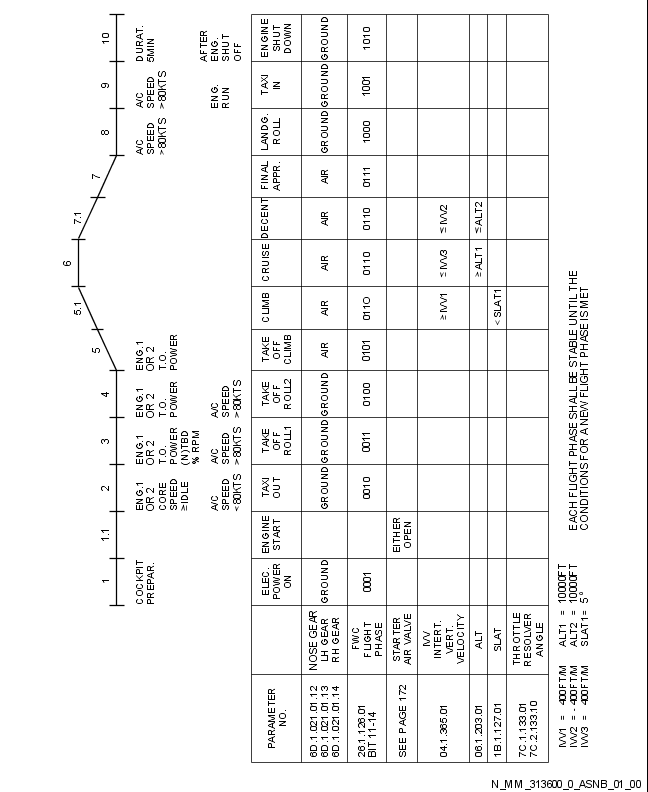 1
1.1
2
3
4
5
5.1
6
7.1
7
8
9
10
COCKPIT
PREPAR.
ENG.1
OR 2
CORE
SPEED
≥IDLE
A/C
SPEED
<80KTS
ENG.1
OR 2
T.O.
POWER
(N)TBD
% RPM
A/C
SPEED
>80KTS
ENG.1
OR 2
T.O.
POWER
A/C
SPEED
>80KTS
ENG.1
OR 2
T.O.
POWER
A/C
SPEED
>80KTS
A/C
SPEED
>80KTS
ENG.
RUN
DURAT.
5MIN
AFTER
ENG.
SHUT
OFF
PARAMETER
NO.
ELEC.
POWER
ON
ENGINE
START
TAXI
OUT
TAKE
OFF
ROLL1
TAKE
OFF
ROLL2
TAKE
OFF
CLIMB
CLIMB
CRUISE
DECENT
FINAL
APPR.
LANDG.
ROLL
TAXI
IN
ENGINE
SHUT
DOWN
6D.1.021.01.12
6D.1.021.01.13
6D.1.021.01.14
NOSE GEAR
LH GEAR
RH GEAR
GROUND
GROUND
GROUND
GROUND
AIR
AIR
AIR
AIR
AIR
GROUND
GROUND
GROUND
26.1.126.01
BIT 11-14
FWC
FLIGHT
PHASE
0001
0010
0011
0100
0101
011O
0110
0110
0111
1000
1001
1010
SEE PAGE 172
STARTER
AIR VALVE
EITHER
OPEN
04.1.365.01
IVV
INTERT.
VERT.
VELOCITY
≥IVV1
≤IVV3
≤IVV2
06.1.203.01
ALT
≥ALT1
≤ALT2
1B.1.127.01
SLAT
<SLAT1
7C.1.133.01
7C.2.133.10
THROTTLE
RESOLVER
ANGLE
IVV1 = 400FT/M ALT1 = 10000FT
IVV2 = -400FT/M ALT2 = 10000FT
IVV3 = 400FT/M SLAT1= 5°
EACH FLIGHT PHASE SHALL BE STABLE UNTIL THE
CONDITIONS FOR A NEW FLIGHT PHASE IS MET
N_MM_313600_0_ASNB_01_00